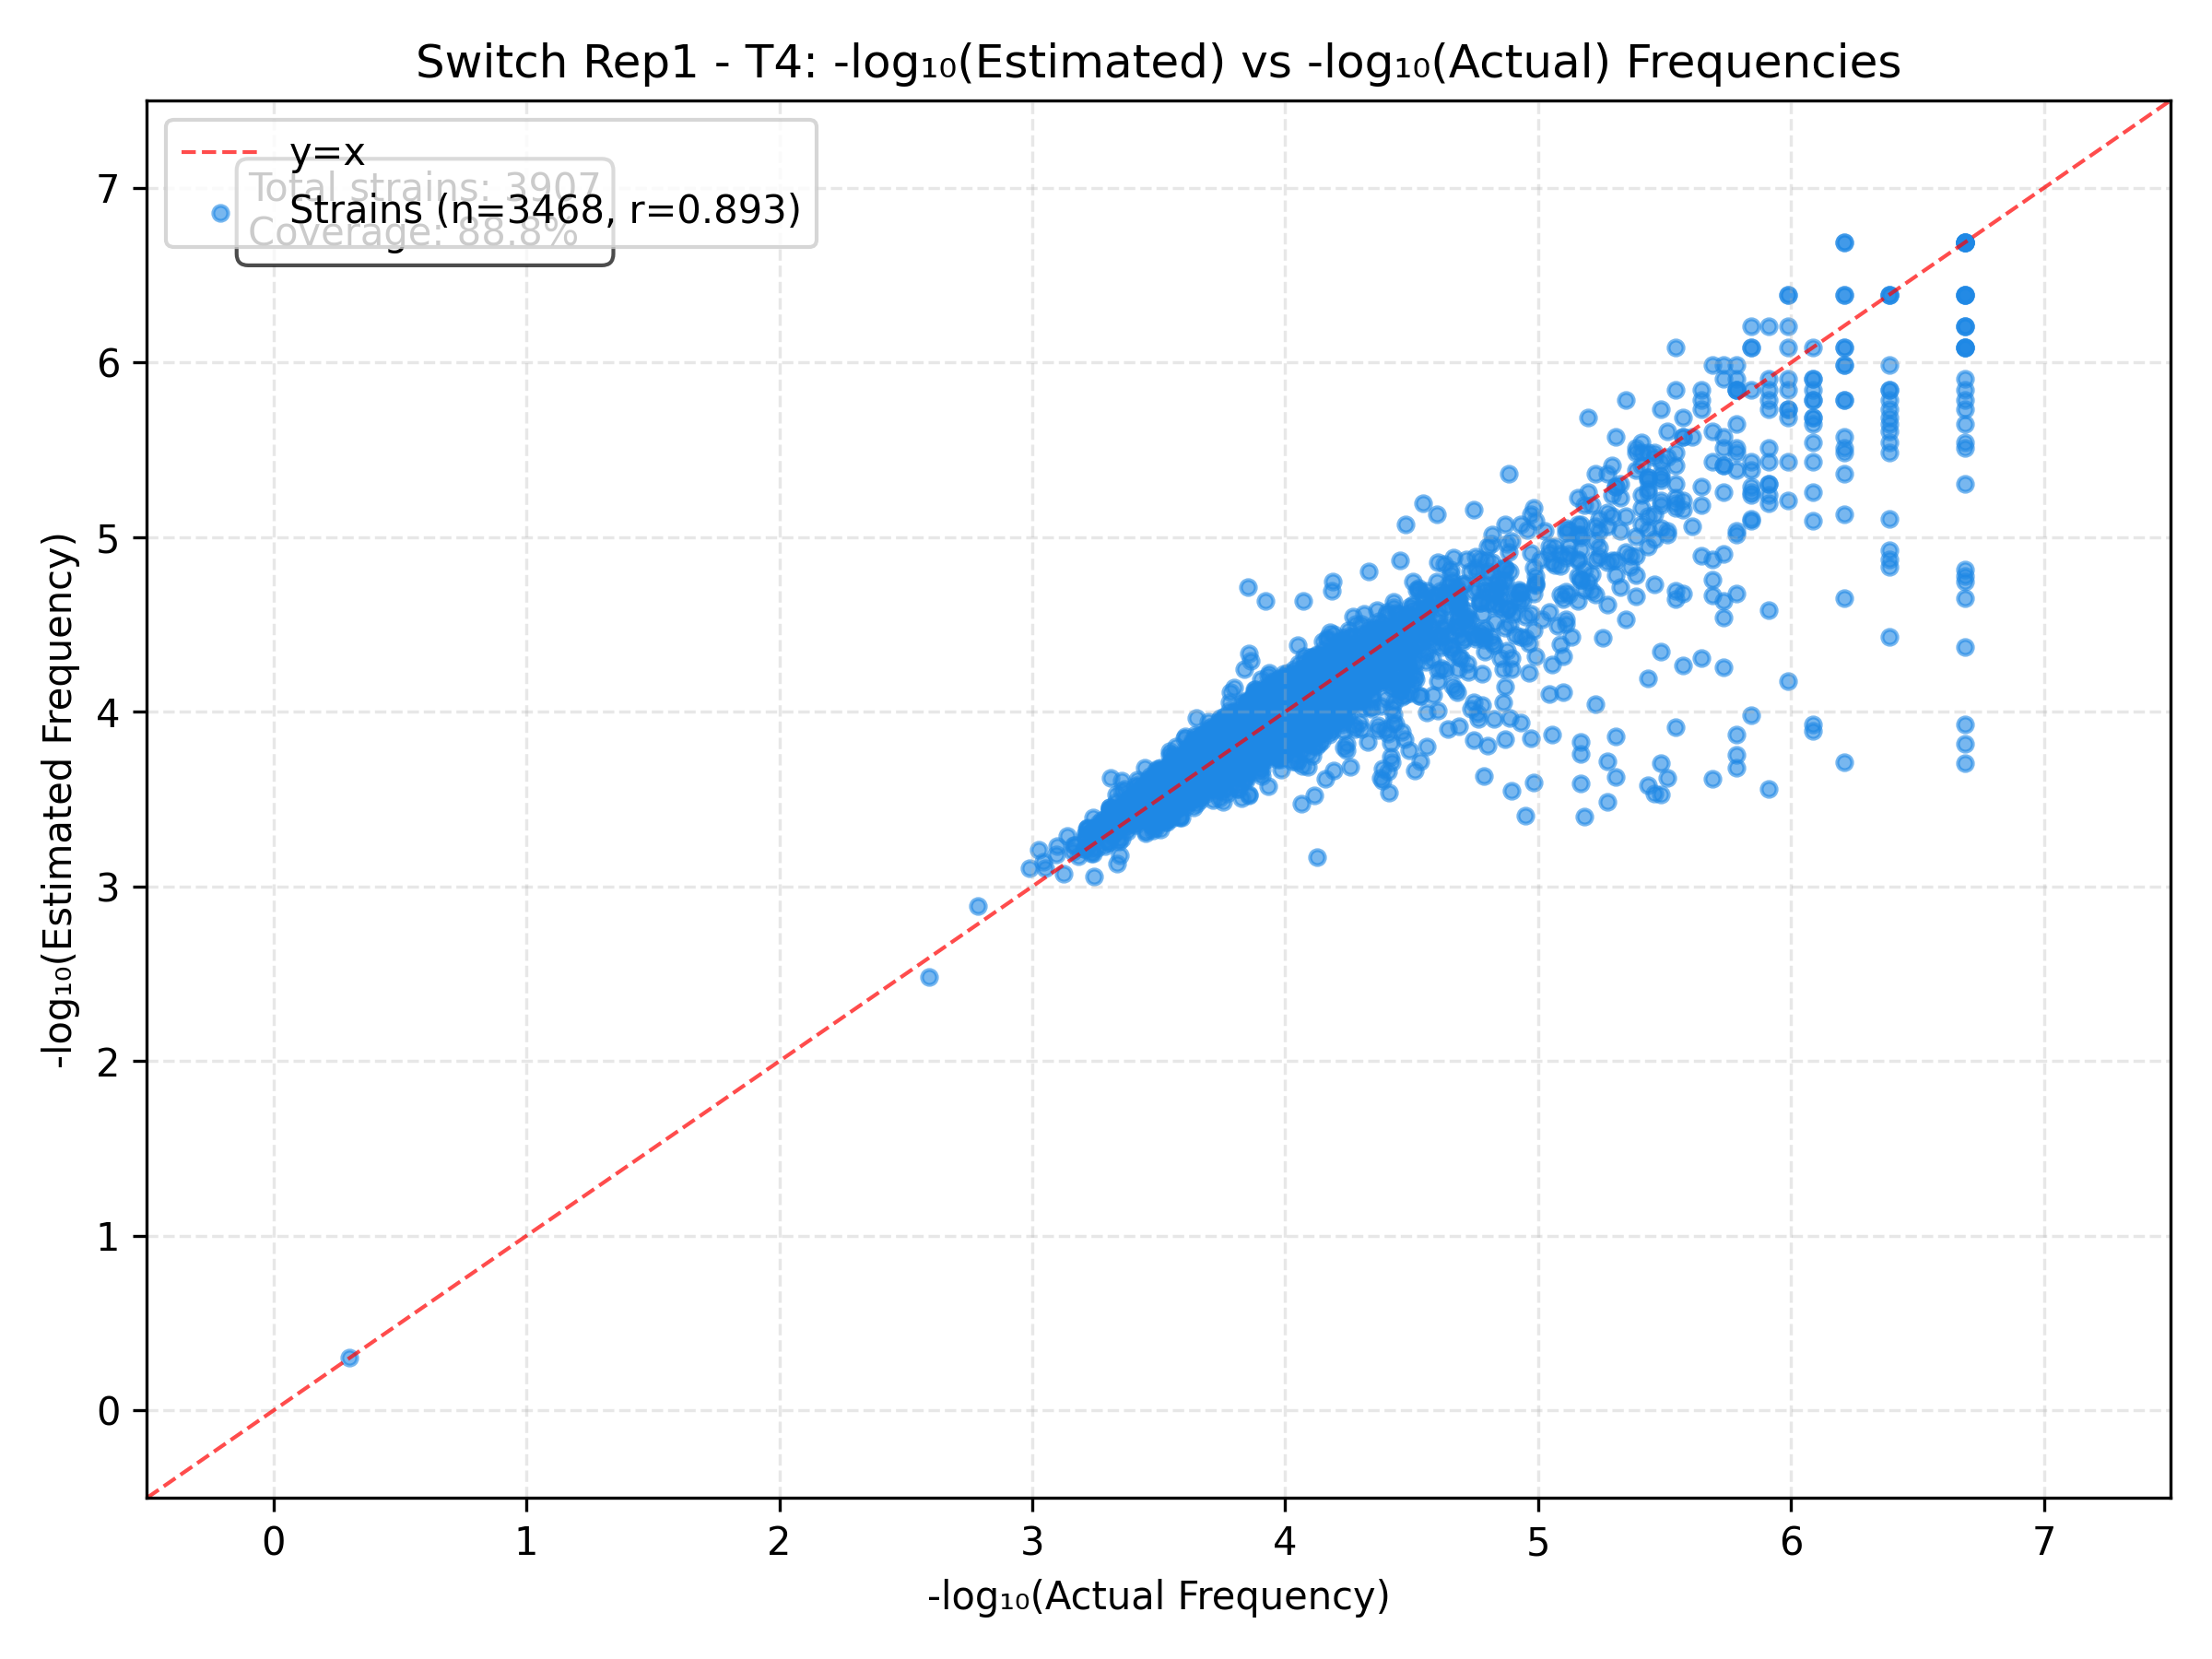 Switch Rep1 - T4: -log₁₀(Estimated) vs -log₁₀(Actual) Frequencies
y=x
Total strains: 3907
Strains (n=3468, r=0.893)
Coverage: 88.8%
7
6
5
4
3
2
1
0
-log₁₀(Estimated Frequency)
0 1 2 3 4 5 6 7
-log₁₀(Actual Frequency)